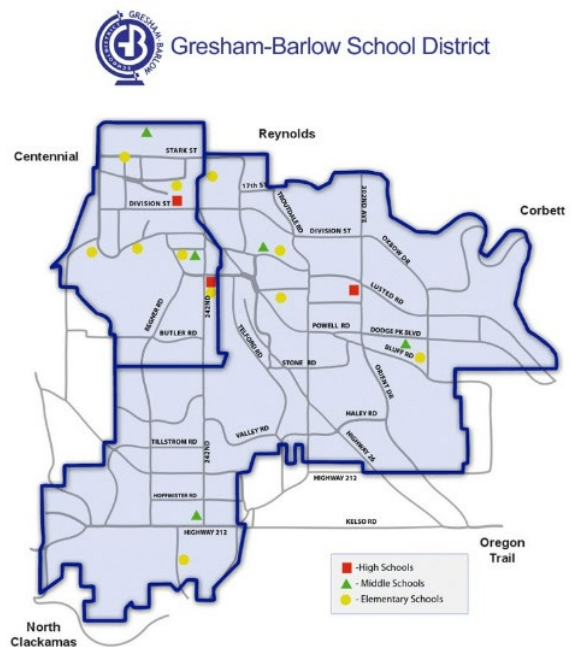 GRESHAM-BARLOW
SCHOOL DISTRICT
Gresham-Barlow School District
Reynolds
Centennial
STARK ST
17th ST
DIVISION ST
TROUTDALE RD
302ND AVE
Corbett
DIVISION ST
OXBOW DR
LUSTED RD
REGNER RD
242ND
TELFORD RD
POWELL RD
DODGE PK BLVD
BUTLER RD
BLUFF RD
STONE RD
ORIENT DR
HALEY RD
VALLEY RD
TILLSTROM RD
242ND
HIGHWAY 26
HIGHWAY 212
HOFFMEISTER RD
KELSO RD
HIGHWAY 212
Oregon
Trail
-High Schools
- Middle Schools
- Elementary Schools
North
Clackamas